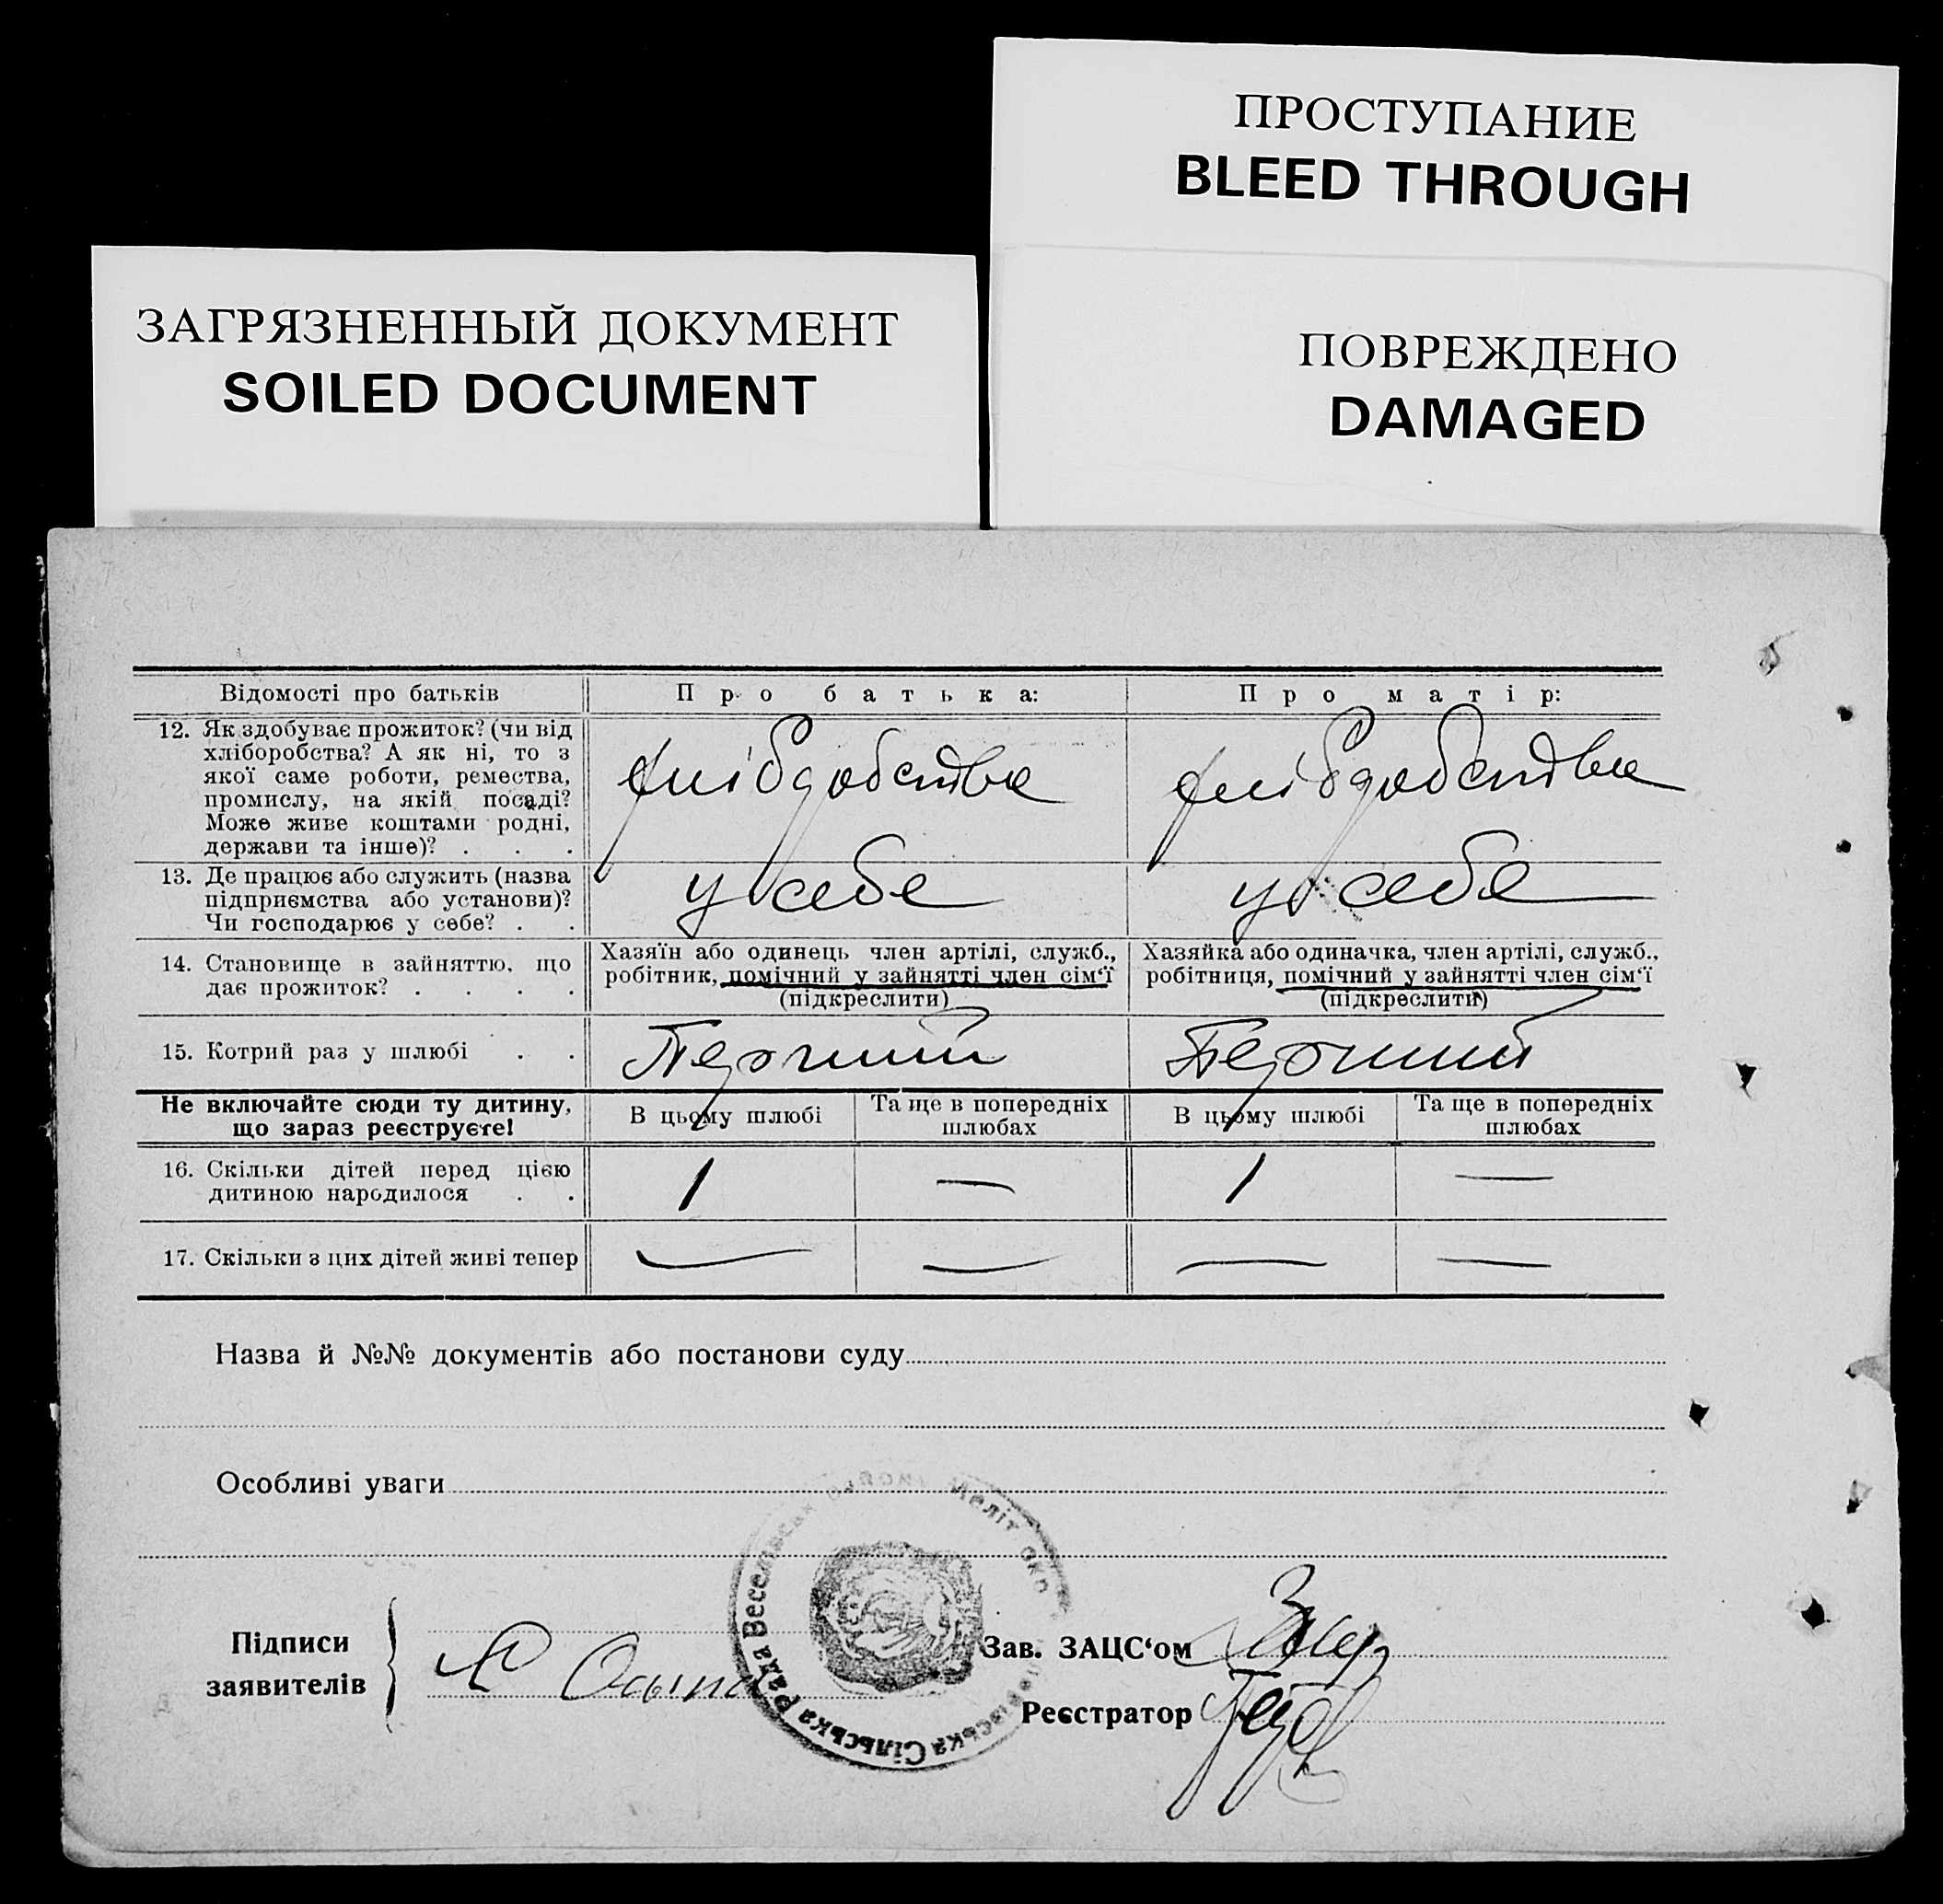 ПРОСТУПАНИЕ
BLEED THROUGH
ЗАГРЯЗНЕННЫЙ ДОКУМЕНТ
SOILED DOCUMENT
ПОВРЕЖДЕНО
DAMAGED
Відомості про батьків
Про батька:
Про матір:
12. Як здобуває прожиток? (чи від
хліборобства? А як ні, то з
якої саме роботи, ремества,
промислу, на якій посаді?
Може живе коштами родні,
держави та інше)? . . .
13. Де працює або служить (назва
підприємства або установи)?
Чи господарює у себе? . .
у себе
у себе
14. Становище в зайняттю, що
дає прожиток? . . . .
Хазяїн або одинець член артілі, служб.,
робітник, помічний у зайнятті член сім‘ї
(підкреслити)
Хазяйка або одиначка, член артілі, служб.,
робітниця, помічний у зайнятті член сім‘ї
(підкреслити)
15. Котрий раз у шлюбі . .
Перший
Перший
Не включайте сюди ту дитину,
що зараз реєструєте!
В цьому шлюбі
Та ще в попередніх
шлюбах
В цьому шлюбі
Та ще в попередніх
шлюбах
16. Скільки дітей перед цією
дитиною народилося . .
1
—
1
—
17. Скільки з цих дітей живі тепер
—
—
—
—
Назва й №№ документів або постанови суду
Особливі уваги
Підписи
заявителів
Зав. ЗАЦС‘ом
Реєстратор
Сільська рада Весел
Меліт окр